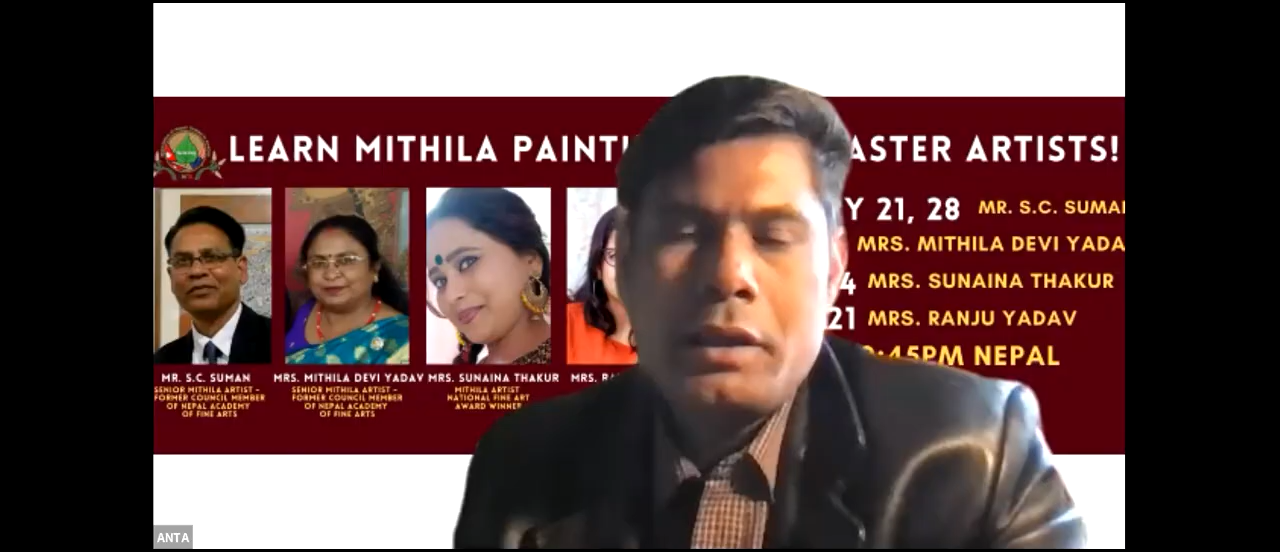 LEARN MITHILA PAINTI ASTER ARTISTS!
Y 21, 28 MR. S.C. SUMAN
MRS. MITHILA DEVI YADA
4 MRS. SUNAINA THAKUR
21 MRS. RANJU YADAV
:45PM NEPAL
MR. S.C. SUMAN
SENIOR MITHILA ARTIST -
FORMER COUNCIL MEMBER
OF NEPAL ACADEMY
OF FINE ARTS
MRS. MITHILA DEVI YADAV
SENIOR MITHILA ARTIST -
FORMER COUNCIL MEMBER
OF NEPAL ACADEMY
OF FINE ARTS
MRS. SUNAINA THAKUR
MITHILA ARTIST
NATIONAL FINE ART
AWARD WINNER
MRS.
ANTA